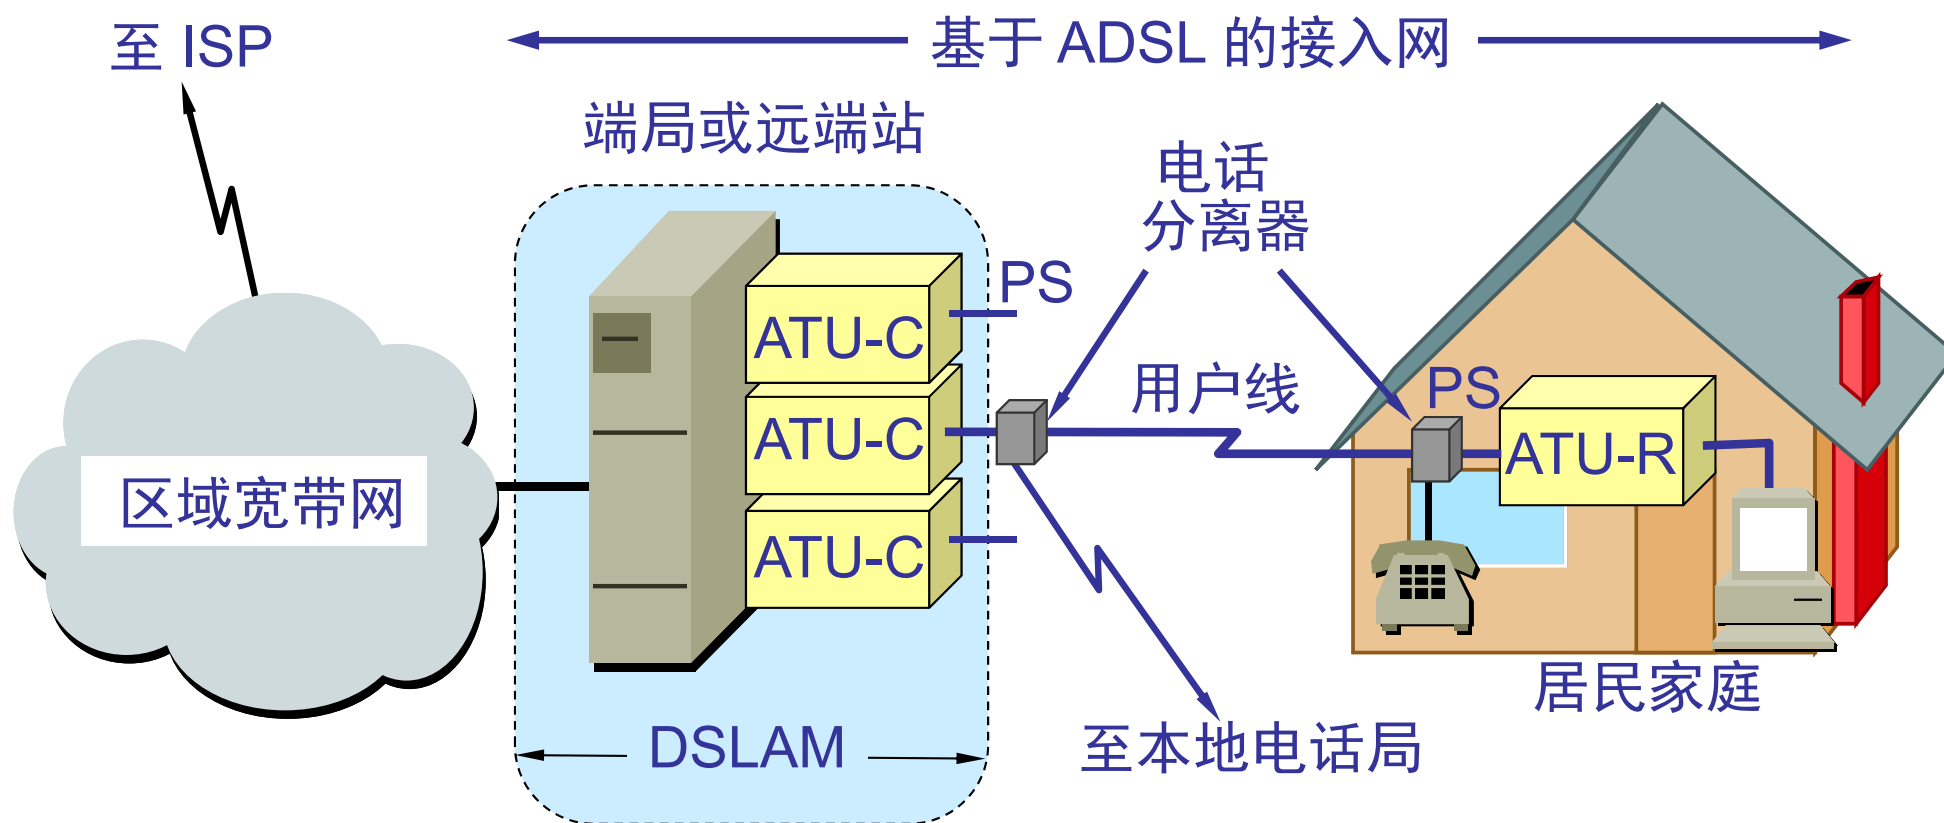 至 ISP
基于 ADSL 的接入网
端局或远端站
电话
分离器
PS
ATU-C
用户线
PS
ATU-C
ATU-R
区域宽带网
ATU-C
居民家庭
DSLAM
至本地电话局